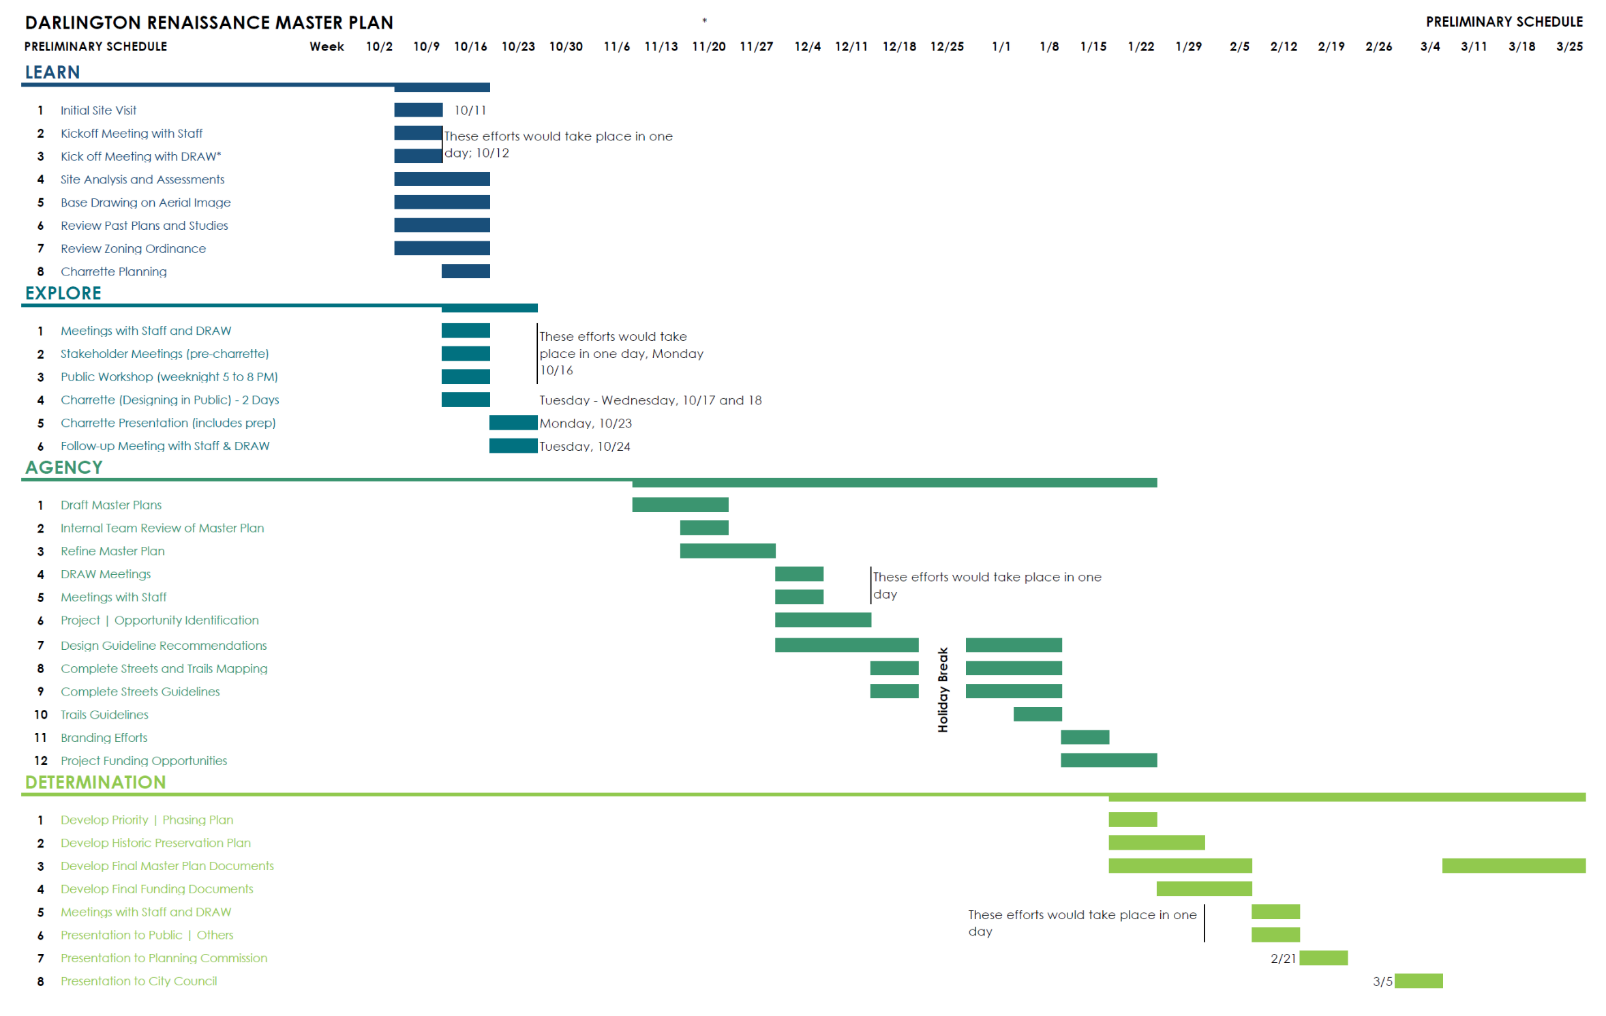 DARLINGTON RENAISSANCE MASTER PLAN * PRELIMINARY SCHEDULE
PRELIMINARY SCHEDULE Week 10/2 10/9 10/16 10/23 10/30 11/6 11/13 11/20 11/27 12/4 12/11 12/18 12/25 1/1 1/8 1/15 1/22 1/29 2/5 2/12 2/19 2/26 3/4 3/11 3/18 3/25
LEARN
1 Initial Site Visit 10/11
2 Kickoff Meeting with Staff These efforts would take place in one
3 Kick off Meeting with DRAW* day; 10/12
4 Site Analysis and Assessments
5 Base Drawing on Aerial Image
6 Review Past Plans and Studies
7 Review Zoning Ordinance
8 Charrette Planning
EXPLORE
1 Meetings with Staff and DRAW These efforts would take
2 Stakeholder Meetings (pre-charrette) place in one day, Monday
3 Public Workshop (weeknight 5 to 8 PM) 10/16
4 Charrette (Designing in Public) - 2 Days Tuesday - Wednesday, 10/17 and 18
5 Charrette Presentation (includes prep) Monday, 10/23
6 Follow-up Meeting with Staff & DRAW Tuesday, 10/24
AGENCY
1 Draft Master Plans
2 Internal Team Review of Master Plan
3 Refine Master Plan
4 DRAW Meetings These efforts would take place in one
5 Meetings with Staff day
6 Project | Opportunity Identification
7 Design Guideline Recommendations
8 Complete Streets and Trails Mapping
Holiday Break
9 Complete Streets Guidelines
10 Trails Guidelines
11 Branding Efforts
12 Project Funding Opportunities
DETERMINATION
1 Develop Priority | Phasing Plan
2 Develop Historic Preservation Plan
3 Develop Final Master Plan Documents
4 Develop Final Funding Documents
5 Meetings with Staff and DRAW These efforts would take place in one
6 Presentation to Public | Others day
7 Presentation to Planning Commission 2/21
8 Presentation to City Council 3/5